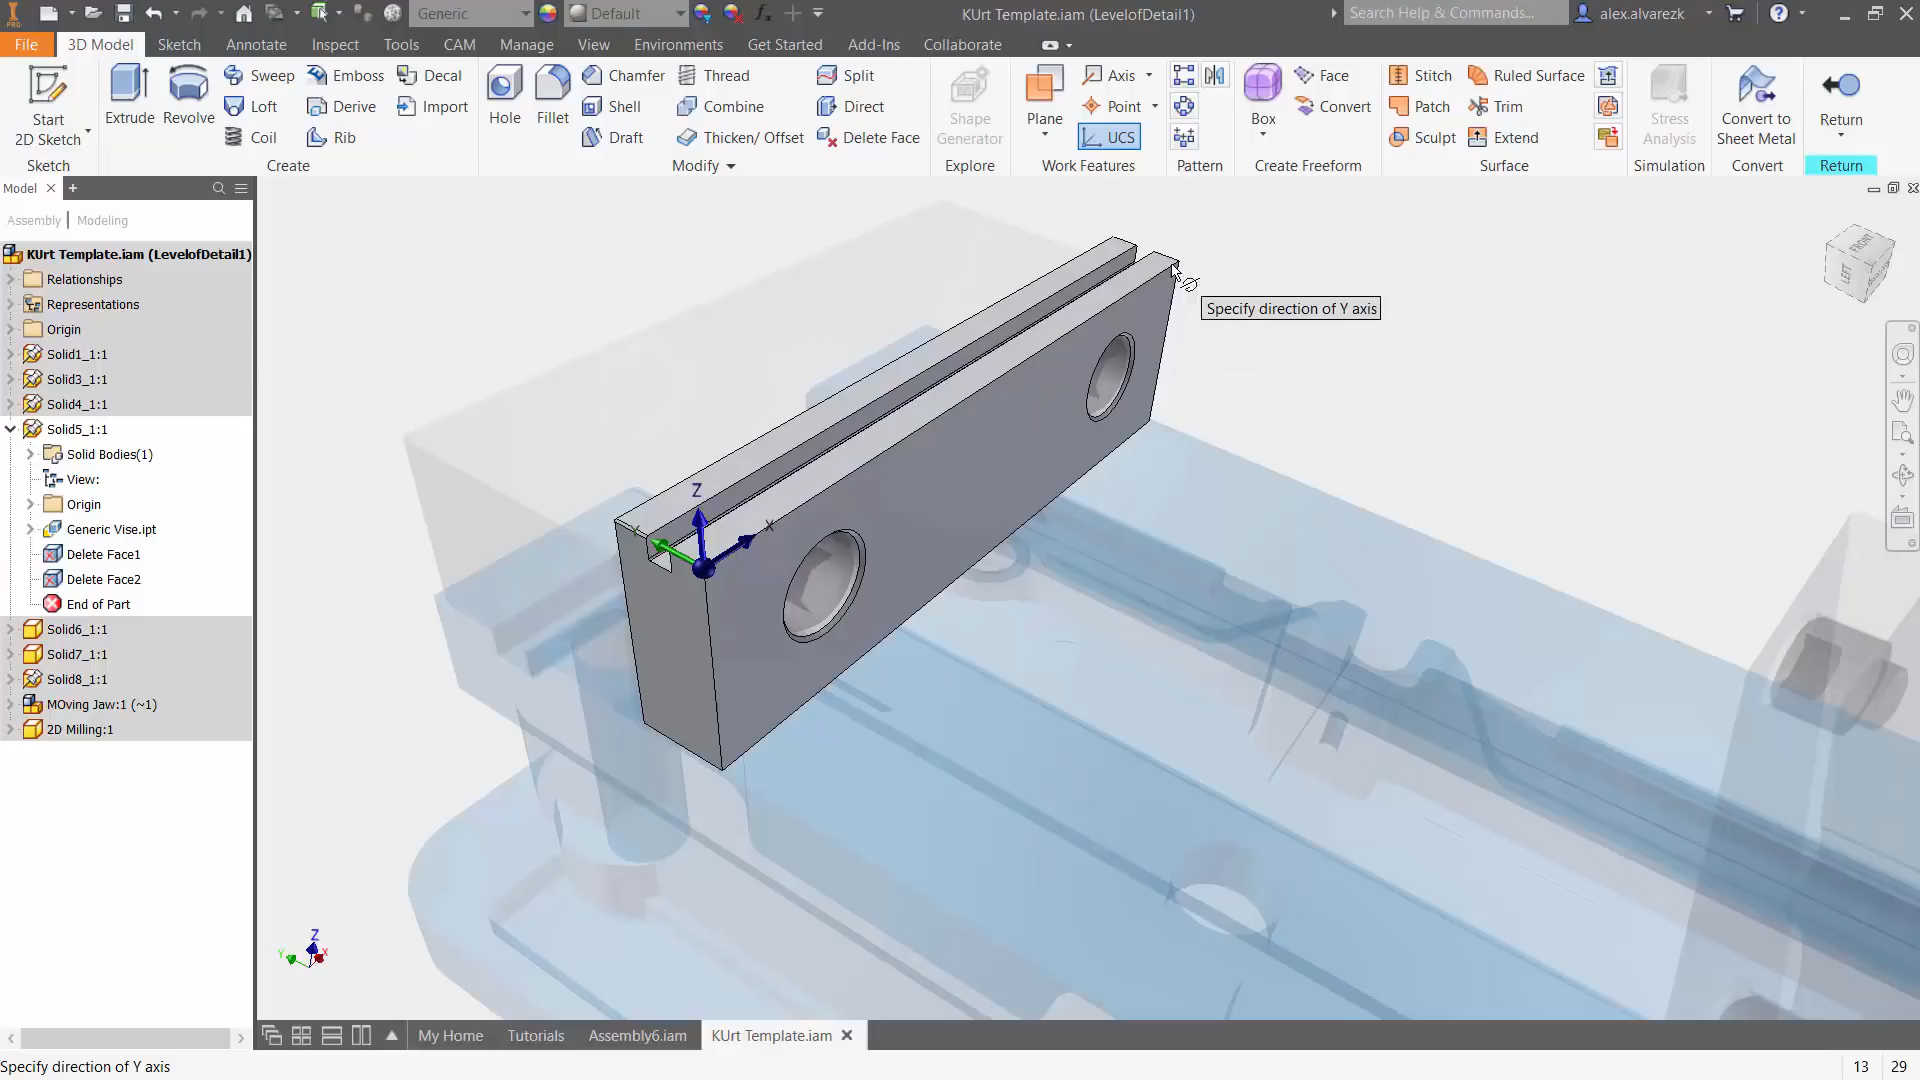 PRO
Generic
Default
KUrt Template.iam (LevelofDetail1)
Search Help & Commands...
alex.alvarezk
File
3D Model
Sketch
Annotate
Inspect
Tools
CAM
Manage
View
Environments
Get Started
Add-Ins
Collaborate
Start
2D Sketch
Sketch
Extrude
Revolve
Sweep
Loft
Coil
Emboss
Derive
Rib
Decal
Import
Create
Hole
Fillet
Chamfer
Shell
Draft
Thread
Combine
Thicken/ Offset
Split
Direct
Delete Face
Modify
Shape
Generator
Explore
Plane
Axis
Point
UCS
Work Features
Pattern
Box
Face
Convert
Create Freeform
Stitch
Patch
Sculpt
Ruled Surface
Trim
Extend
Surface
Stress
Analysis
Simulation
Convert to
Sheet Metal
Convert
Return
Return
Model
Assembly
Modeling
KUrt Template.iam (LevelofDetail1)
Relationships
Representations
Origin
Solid1_1:1
Solid3_1:1
Solid4_1:1
Solid5_1:1
Solid Bodies(1)
View:
Origin
Generic Vise.ipt
Delete Face1
Delete Face2
End of Part
Solid6_1:1
Solid7_1:1
Solid8_1:1
MOving Jaw:1 (~1)
2D Milling:1
Specify direction of Y axis
FRONT
LEFT
Z
X
Y
Z
Y
X
My Home
Tutorials
Assembly6.iam
KUrt Template.iam
Specify direction of Y axis
13
29